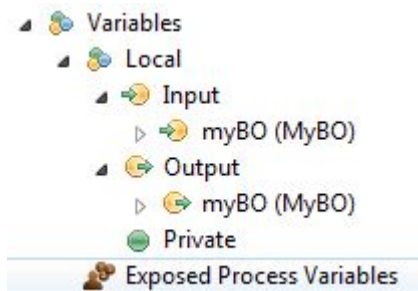 Variables
Local
Input
myBO (MyBO)
Output
myBO (MyBO)
Private
Exposed Process Variables